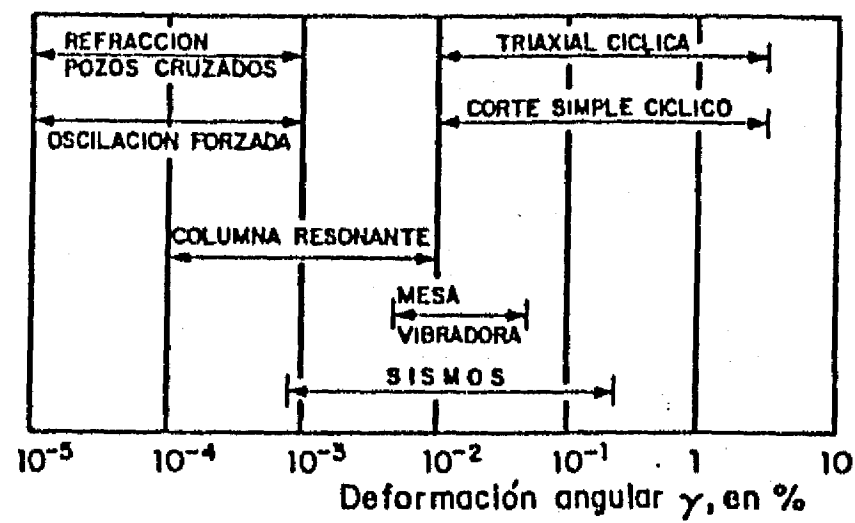 REFRACCION
POZOS CRUZADOS
TRIAXIAL CICLICA
CORTE SIMPLE CICLICO
OSCILACION FORZADA
COLUMNA RESONANTE
MESA
VIBRADORA
SISMOS
10⁻⁵ 10⁻⁴ 10⁻³ 10⁻² 10⁻¹ 1 10
Deformación angular γ, en %